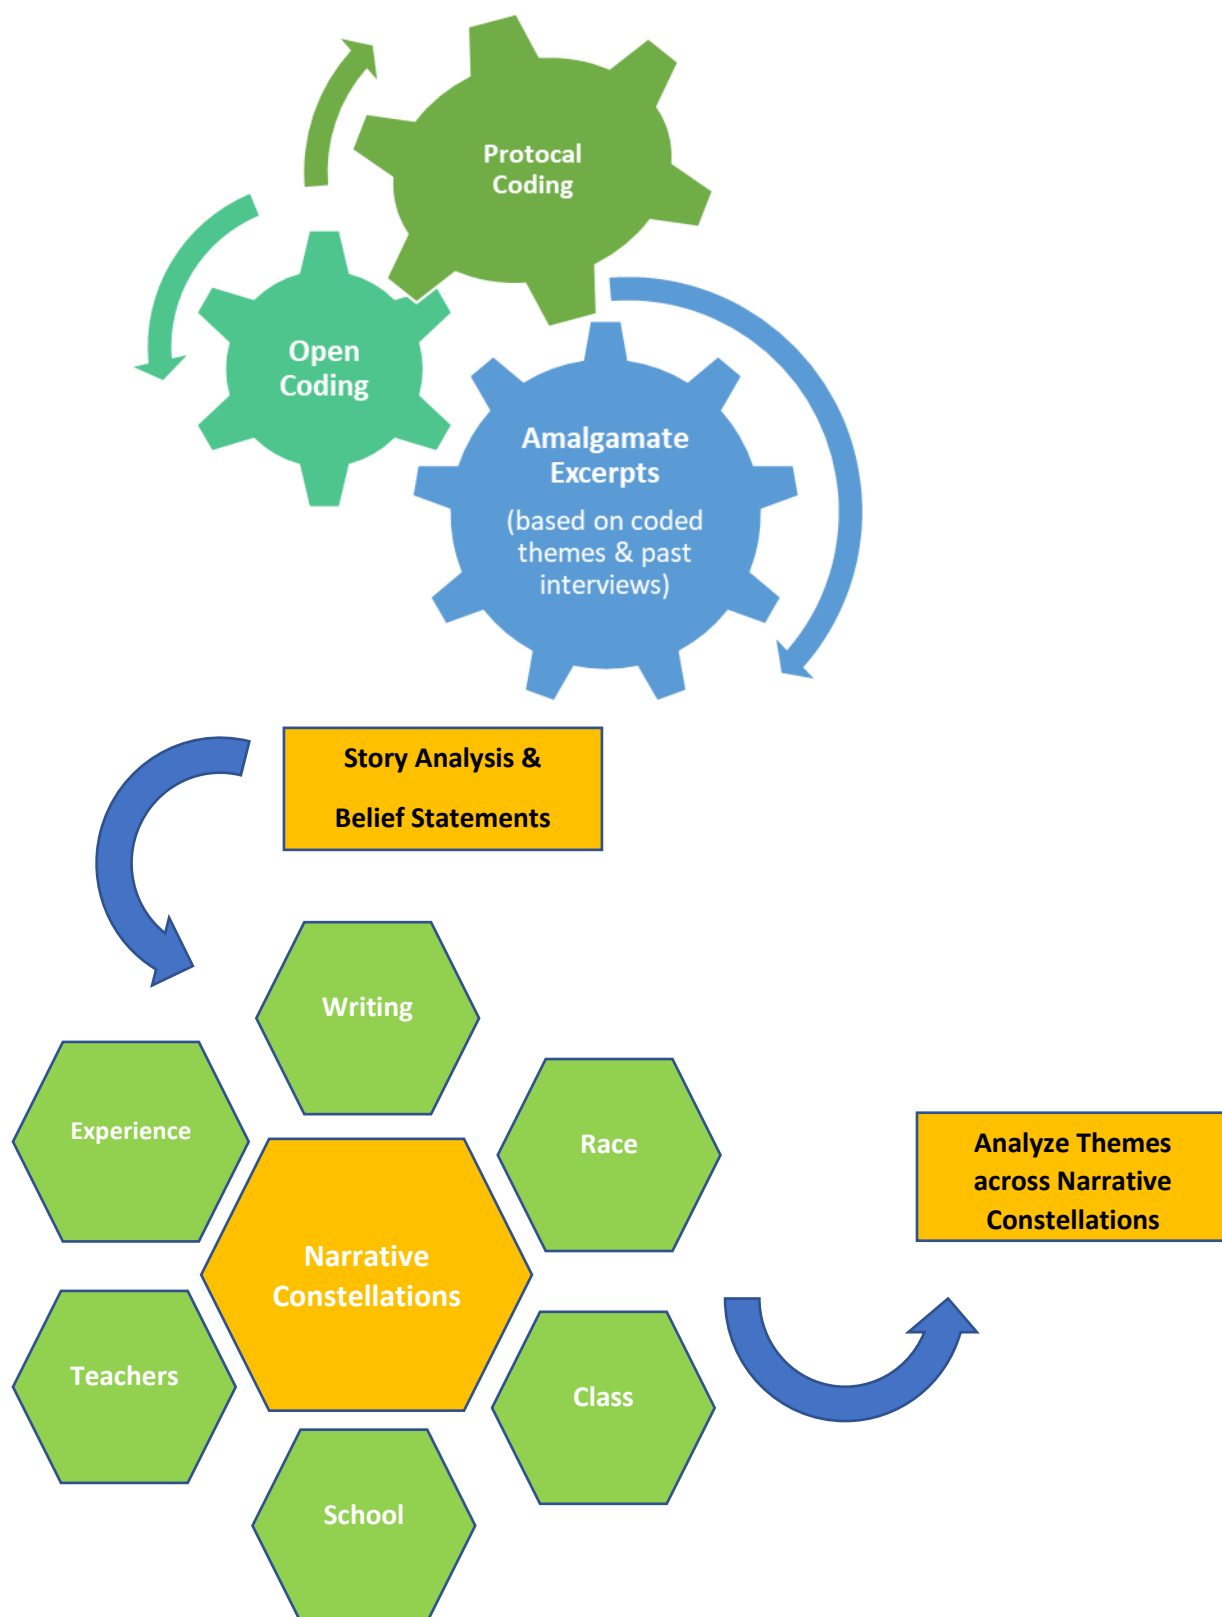 Protocal
Coding
Open
Coding
Amalgamate
Excerpts
(based on coded
themes & past
interviews)
Story Analysis &
Belief Statements
Writing
Experience
Race
Narrative
Constellations
Teachers
Class
School
Analyze Themes
across Narrative
Constellations